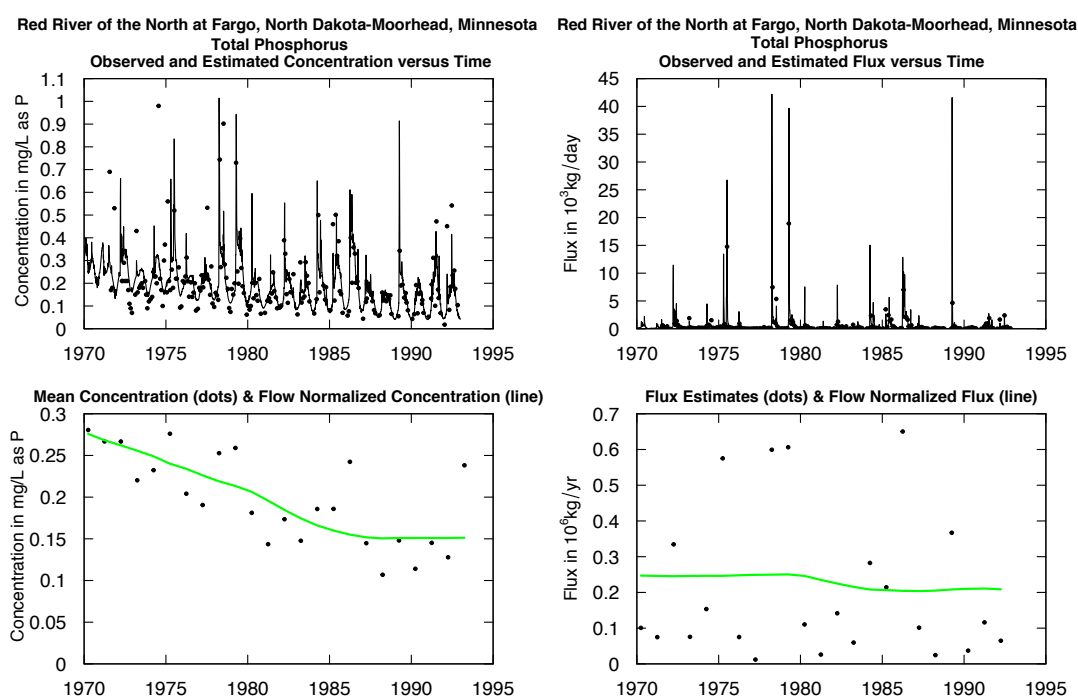 Red River of the North at Fargo, North Dakota-Moorhead, Minnesota
Total Phosphorus
Observed and Estimated Concentration versus Time
Concentration in mg/L as P
1.1
1
0.9
0.8
0.7
0.6
0.5
0.4
0.3
0.2
0.1
0
1970 1975 1980 1985 1990 1995
Red River of the North at Fargo, North Dakota-Moorhead, Minnesota
Total Phosphorus
Observed and Estimated Flux versus Time
Flux in 10³kg/day
45
40
35
30
25
20
15
10
5
0
1970 1975 1980 1985 1990 1995
Mean Concentration (dots) & Flow Normalized Concentration (line)
Concentration in mg/L as P
0.3
0.25
0.2
0.15
0.1
0.05
0
1970 1975 1980 1985 1990 1995
Flux Estimates (dots) & Flow Normalized Flux (line)
Flux in 10⁶kg/yr
0.7
0.6
0.5
0.4
0.3
0.2
0.1
0
1970 1975 1980 1985 1990 1995